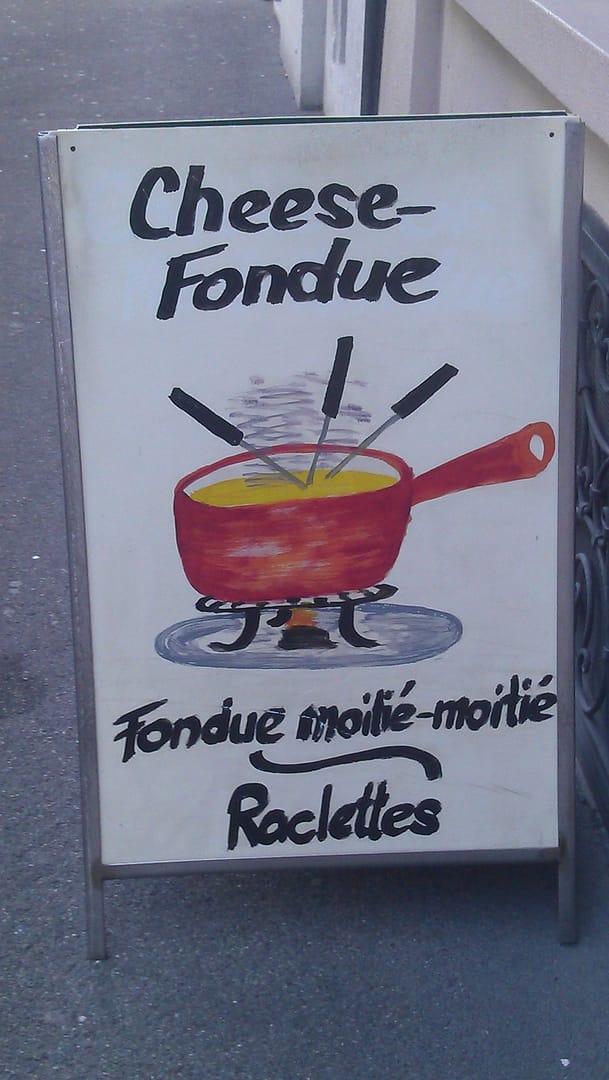 Cheese-
Fondue
Fondue moitié-moitié
Raclettes